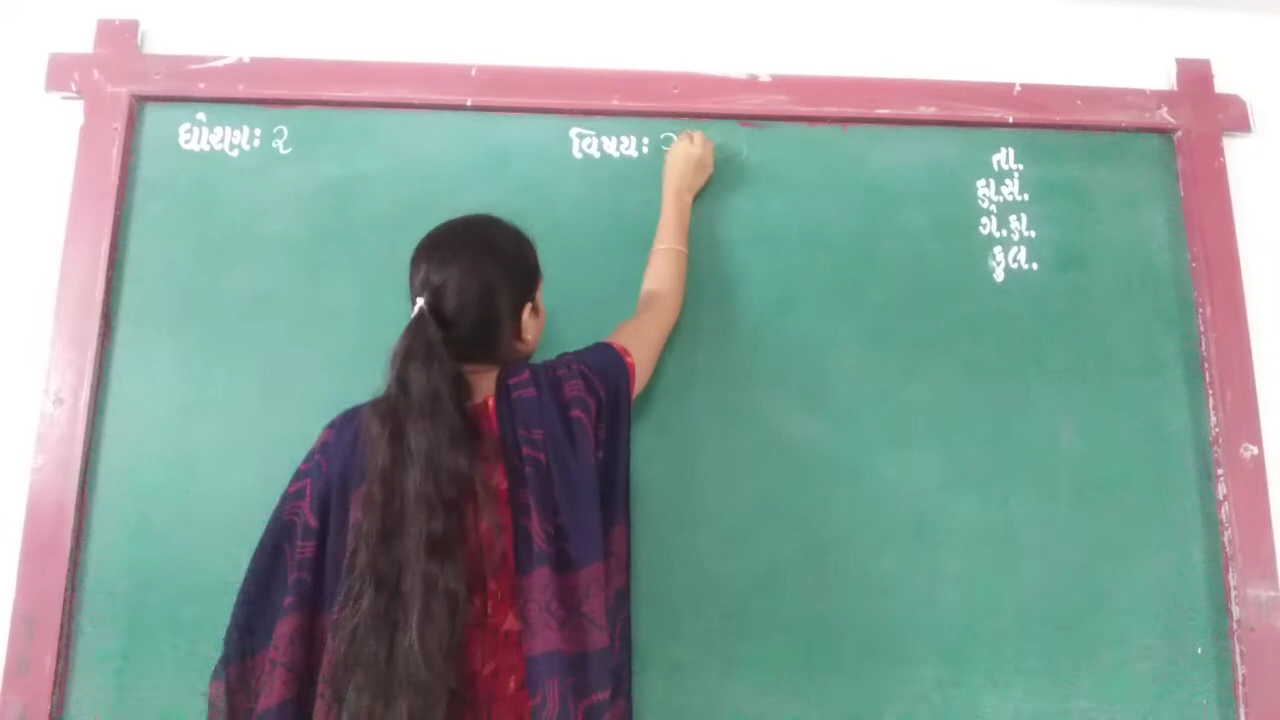 ધોરણઃ ૨
વિષયઃ
તા.
હા.સં.
ગે.હા.
કુલ.